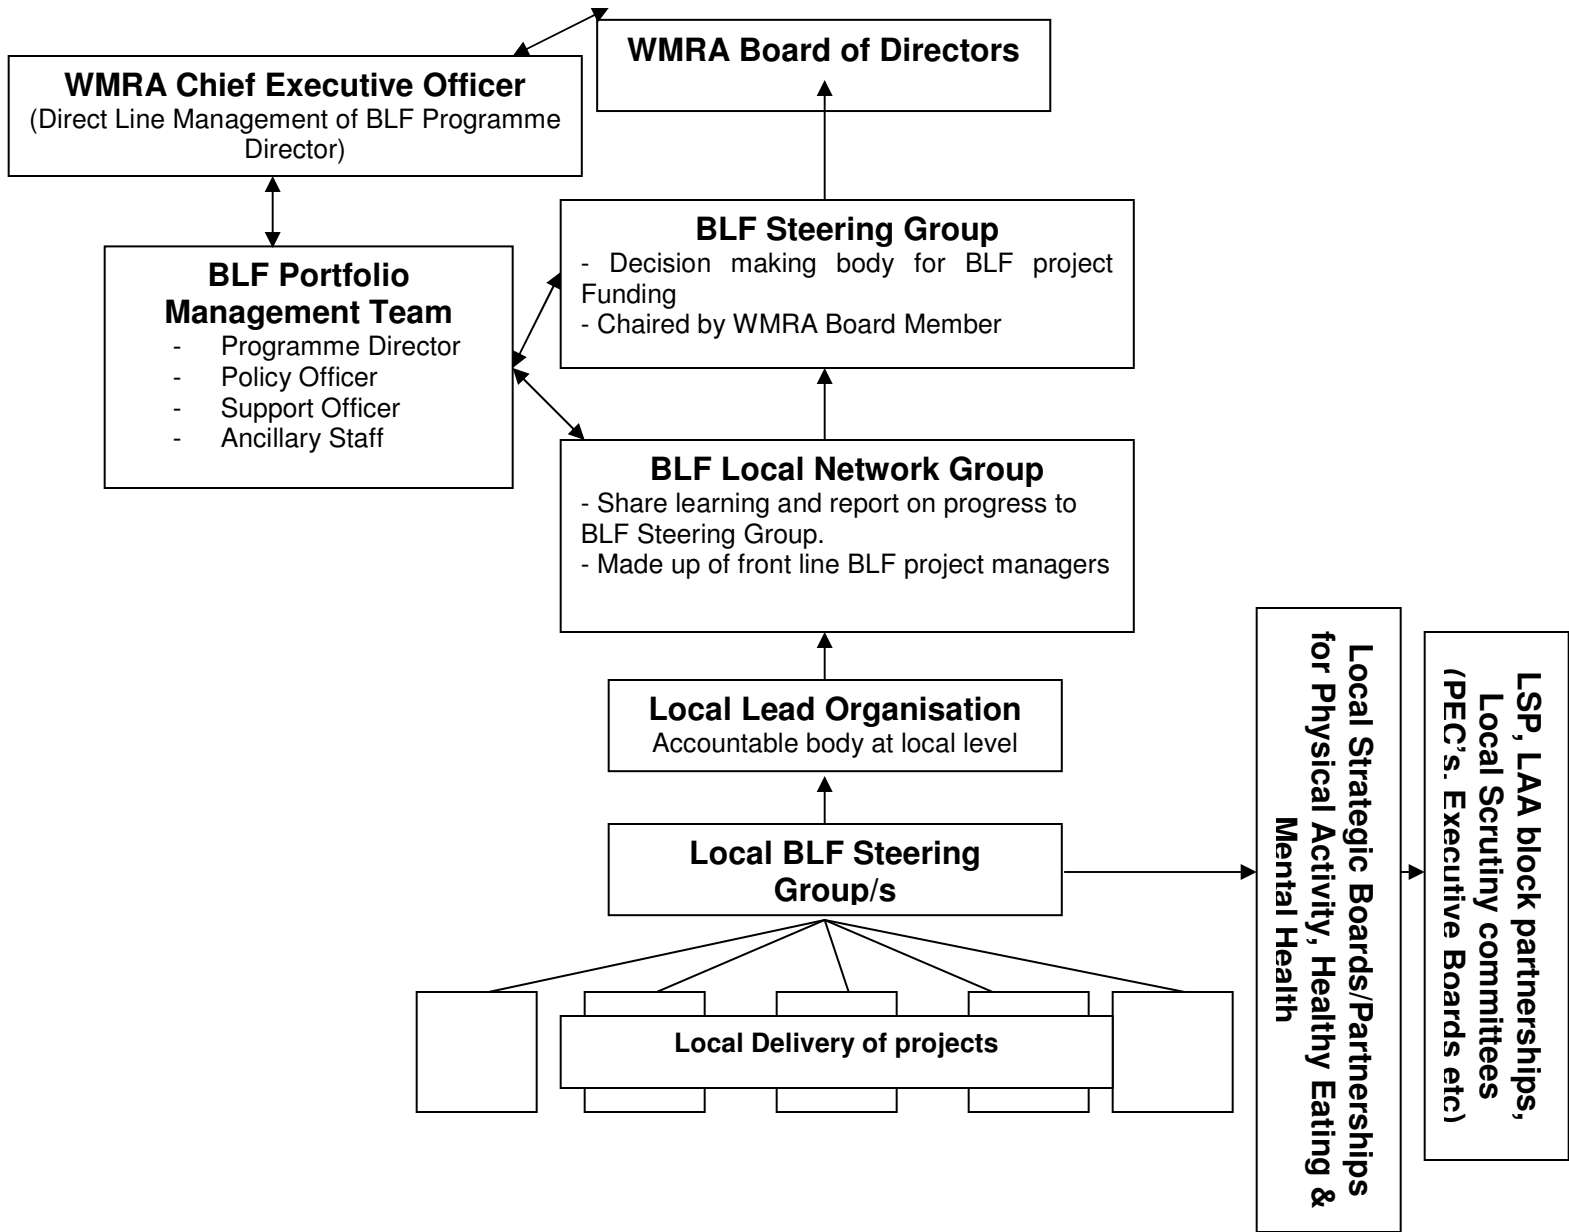 WMRA Board of Directors
WMRA Chief Executive Officer
(Direct Line Management of BLF Programme
Director)
BLF Steering Group
- Decision making body for BLF project
Funding
- Chaired by WMRA Board Member
BLF Portfolio
Management Team
- Programme Director
- Policy Officer
- Support Officer
- Ancillary Staff
BLF Local Network Group
- Share learning and report on progress to
BLF Steering Group.
- Made up of front line BLF project managers
Local Lead Organisation
Accountable body at local level
Local BLF Steering
Group/s
Local Delivery of projects
Local Strategic Boards/Partnerships
for Physical Activity, Healthy Eating &
Mental Health
LSP, LAA block partnerships,
Local Scrutiny committees
(PEC's. Executive Boards etc)